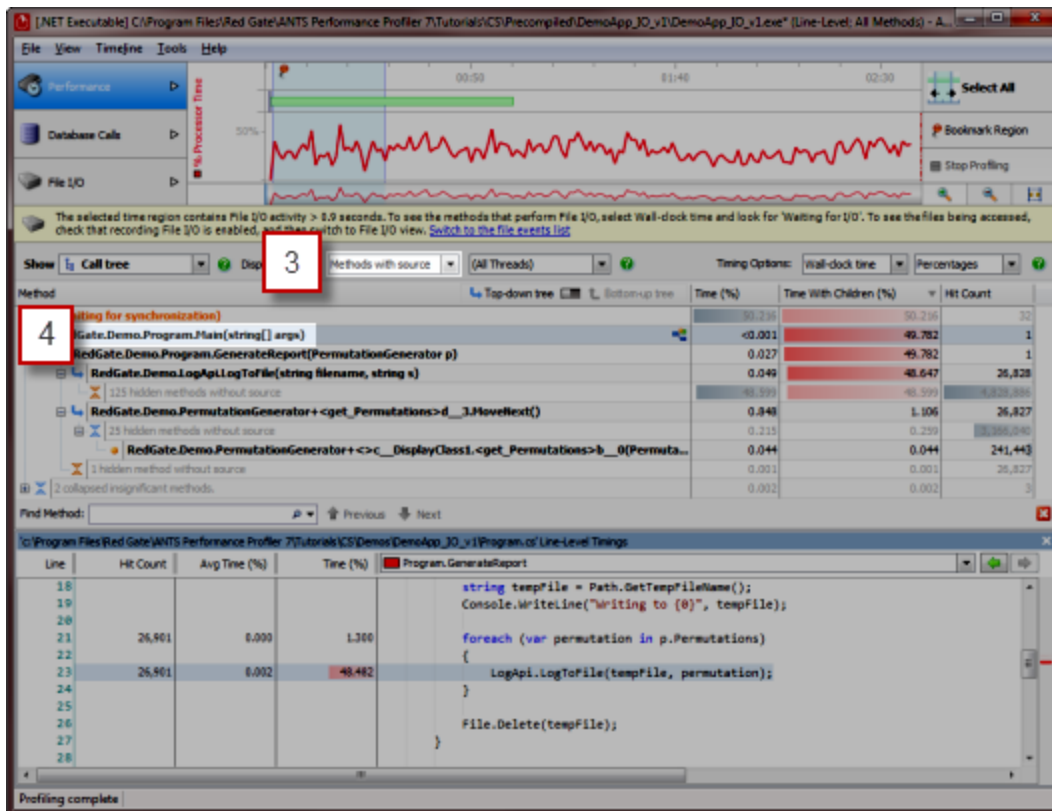 [.NET Executable] C:\Program Files\Red Gate\ANTS Performance Profiler 7\Tutorials\CS\Precompiled\DemoApp_IO_v1\DemoApp_IO_v1.exe* (Line-Level; All Methods) - A...
File View Timeline Tools Help
Performance
Database Calls
File I/O
% Processor Time
50%
00:50 01:40 02:30
Select All
Bookmark Region
Stop Profiling
The selected time region contains File I/O activity > 0.9 seconds. To see the methods that perform File I/O, select Wall-clock time and look for 'Waiting for I/O'. To see the files being accessed,
check that recording File I/O is enabled, and then switch to File I/O view. Switch to the file events list
Show Call tree Disp 3 Methods with source (All Threads) Timing Options: Wall-clock time Percentages
Method Top-down tree Bottom-up tree Time (%) Time With Children (%) Hit Count
iting for synchronization) 50.216 50.216 32
4 Gate.Demo.Program.Main(string[] args) <0.001 49.782 1
RedGate.Demo.Program.GenerateReport(PermutationGenerator p) 0.027 49.782 1
RedGate.Demo.LogApi.LogToFile(string filename, string s) 0.049 48.647 26,828
125 hidden methods without source 48.599 48.599
RedGate.Demo.PermutationGenerator+<get_Permutations>d__3.MoveNext() 0.848 1.106 26,827
25 hidden methods without source 0.215 0.259
RedGate.Demo.PermutationGenerator+<>c__DisplayClass1.<get_Permutations>b__0(Permuta... 0.044 0.044 241,443
1 hidden method without source 0.001 0.001 26,827
2 collapsed insignificant methods. 0.002 0.002 3
Find Method: Previous Next
'c:\Program Files\Red Gate\ANTS Performance Profiler 7\Tutorials\CS\Demos\DemoApp_IO_v1\Program.cs' Line-Level Timings
Line Hit Count Avg Time (%) Time (%) Program.GenerateReport
18 string tempFile = Path.GetTempFileName();
19 Console.WriteLine("Writing to {0}", tempFile);
20
21 26,901 0.000 1.300 foreach (var permutation in p.Permutations)
22 {
23 26,901 0.002 48.482 LogApi.LogToFile(tempFile, permutation);
24 }
25
26 File.Delete(tempFile);
27 }
28
Profiling complete